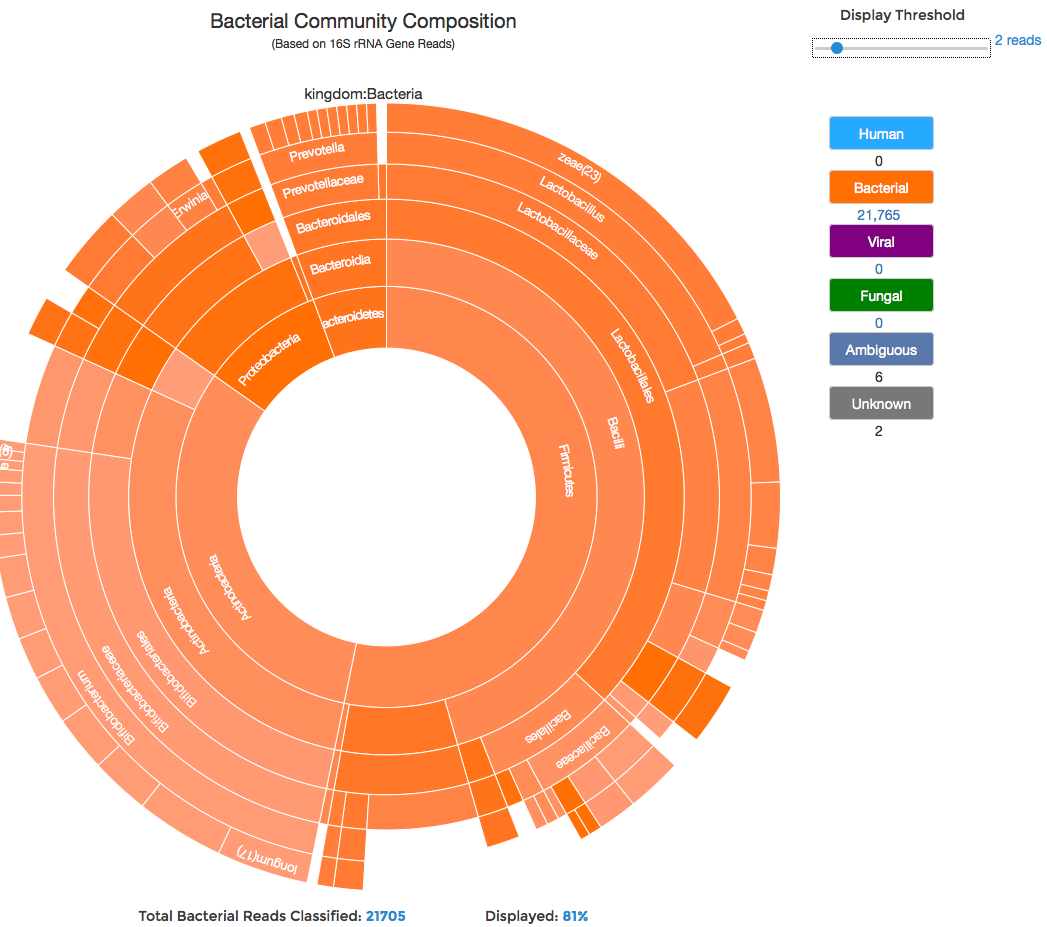 Bacterial Community Composition
(Based on 16S rRNA Gene Reads)
Display Threshold
2 reads
kingdom:Bacteria
Human
0
Bacterial
21,765
Viral
0
Fungal
0
Ambiguous
6
Unknown
2
zeae(23)
Lactobacillus
Lactobacillaceae
Lactobacillales
Bacilli
Firmicutes
Prevotella
Prevotellaceae
Bacteroidales
Bacteroidia
acteroidetes
Erwinia
Proteobacteria
Actinobacteria
Actinobacteria
Bifidobacteriales
Bifidobacteriaceae
Bifidobacterium
longum(17)
Bacillales
Bacillaceae
Total Bacterial Reads Classified: 21705
Displayed: 81%